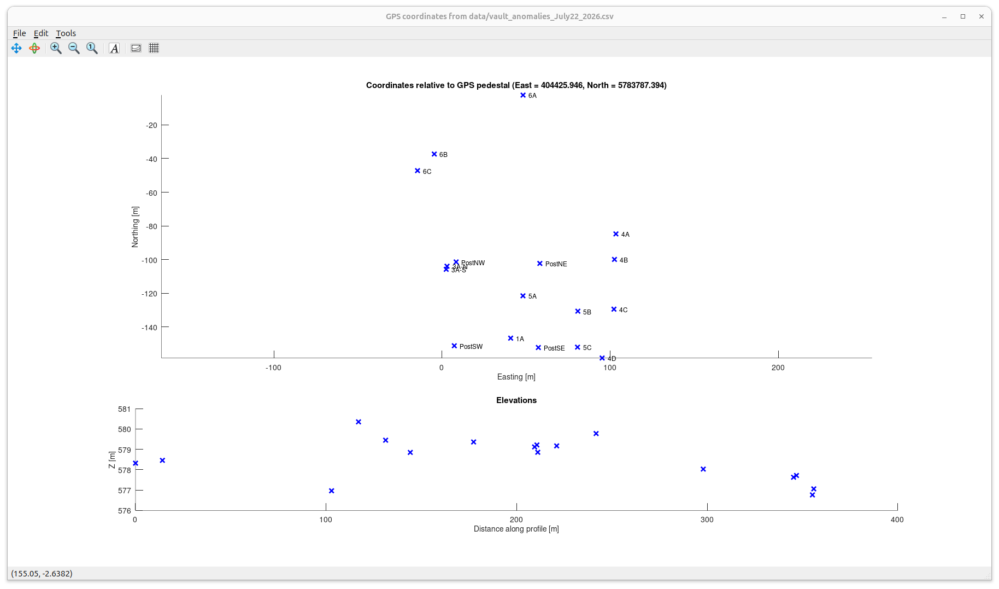 GPS coordinates from data/vault_anomalies_July22_2026.csv
File Edit Tools
1 A
Coordinates relative to GPS pedestal (East = 404425.946, North = 5783787.394)
6A
-20
6B
-40
6C
-60
Northing [m]
-80
4A
-100
PostNW
PostNE
4B
3A-N
3A-S
-120
5A
5B
4C
-140
1A
PostSW
PostSE
5C
4D
-100 0 100 200
Easting [m]
Elevations
581
580
579
578
577
576
Z [m]
0 100 200 300 400
Distance along profile [m]
(155.05, -2.6382)